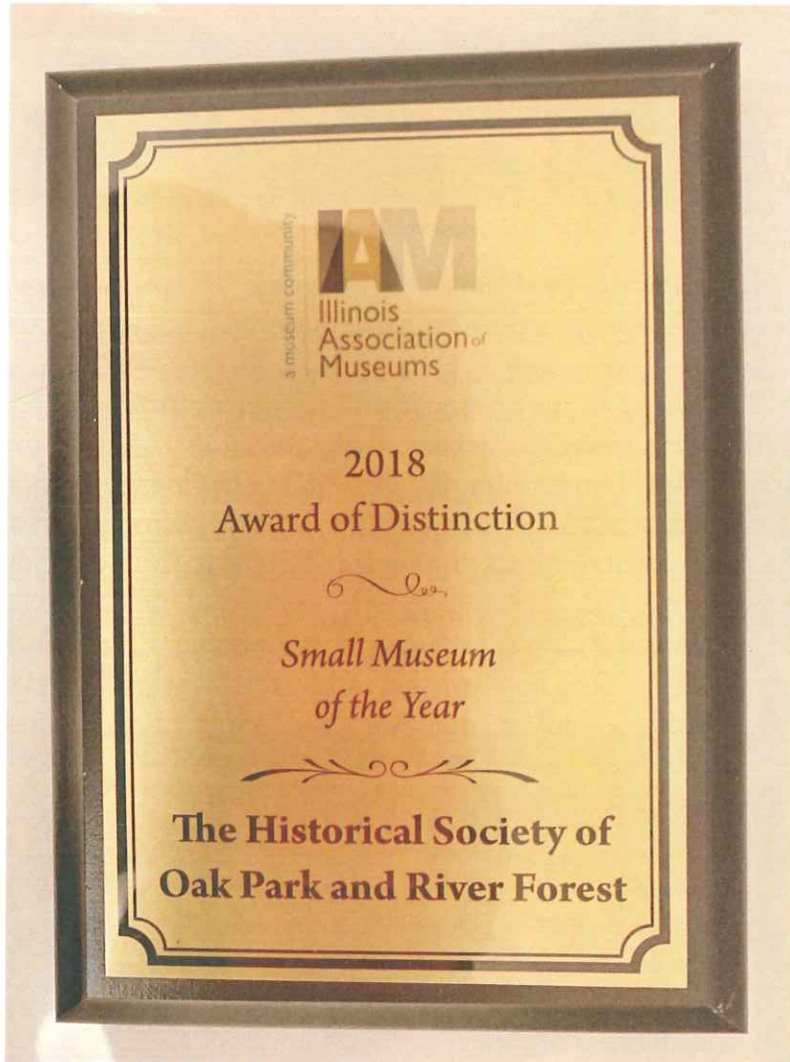 a museum community
IAM
Illinois
Association of
Museums
2018
Award of Distinction
Small Museum
of the Year
The Historical Society of
Oak Park and River Forest